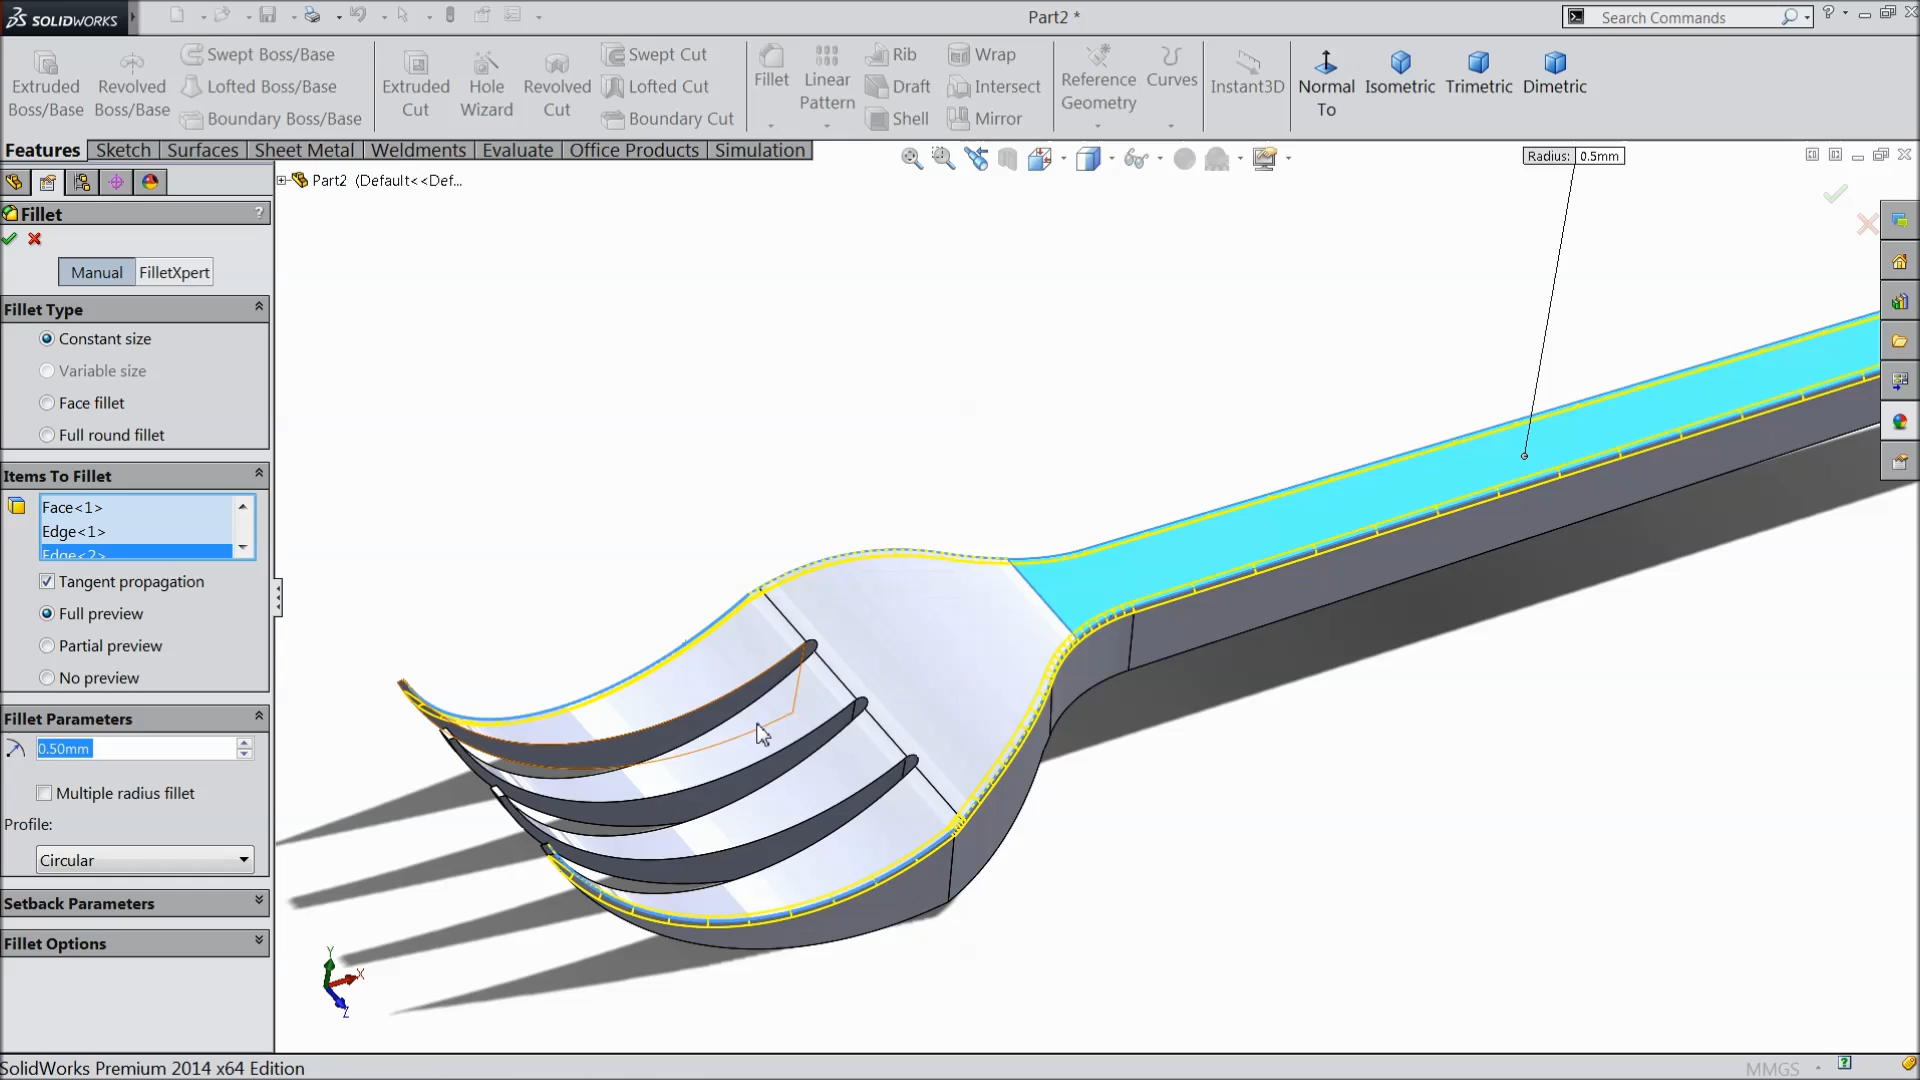 SOLIDWORKS
Part2 *
Search Commands
Extruded Boss/Base
Revolved Boss/Base
Swept Boss/Base
Lofted Boss/Base
Boundary Boss/Base
Extruded Cut
Hole Wizard
Revolved Cut
Swept Cut
Lofted Cut
Boundary Cut
Fillet
Linear Pattern
Rib
Draft
Shell
Wrap
Intersect
Mirror
Reference Geometry
Curves
Instant3D
Normal To
Isometric
Trimetric
Dimetric
Features
Sketch
Surfaces
Sheet Metal
Weldments
Evaluate
Office Products
Simulation
Radius: 0.5mm
Part2 (Default<<Def...
Fillet
?
Manual
FilletXpert
Fillet Type
Constant size
Variable size
Face fillet
Full round fillet
Items To Fillet
Face<1>
Edge<1>
Edge<2>
Tangent propagation
Full preview
Partial preview
No preview
Fillet Parameters
0.50mm
Multiple radius fillet
Profile:
Circular
Setback Parameters
Fillet Options
Y
X
Z
SolidWorks Premium 2014 x64 Edition
MMGS